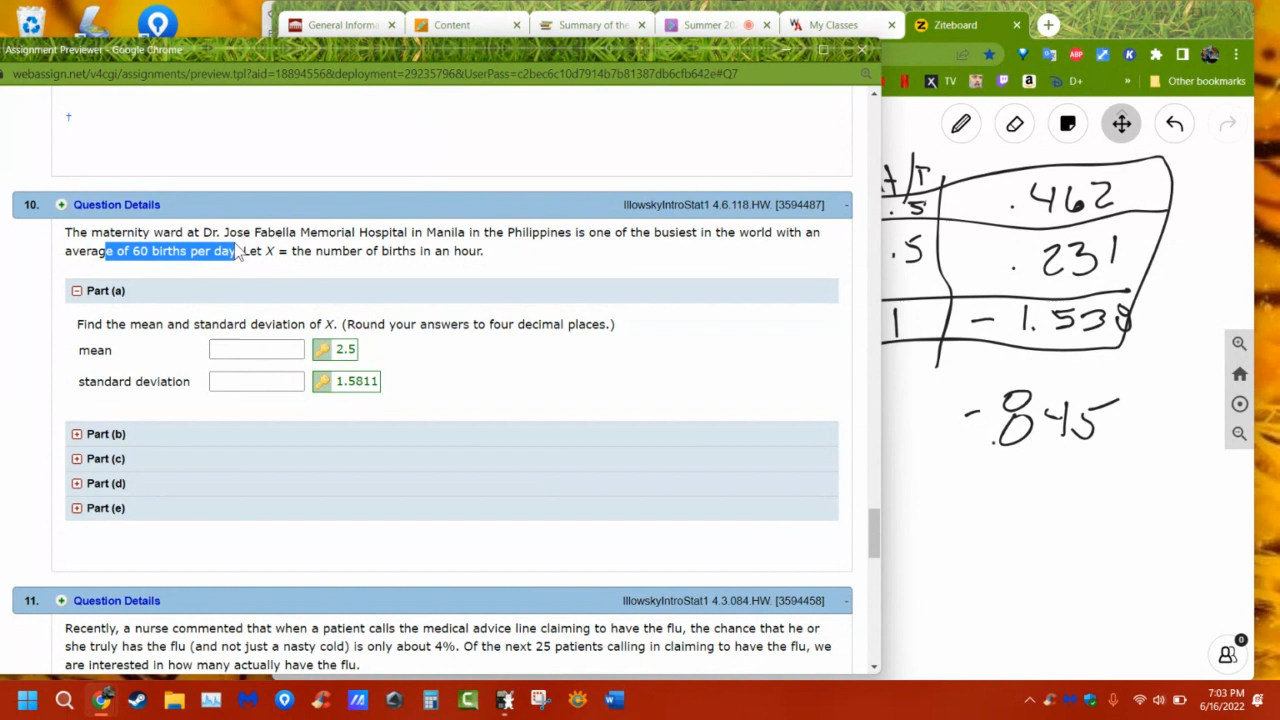 General Informa
Content
Summary of the
Summer 20
My Classes
Ziteboard
Assignment Previewer - Google Chrome
webassign.net/v4cgi/assignments/preview.tpl?aid=18894556&deployment=29235796&UserPass=c2bec6c10d7914b7b81387db6cfb642e#Q7
ABP
K
X TV
a
D+
»
Other bookmarks
†
10. + Question Details
IllowskyIntroStat1 4.6.118.HW. [3594487] -
The maternity ward at Dr. Jose Fabella Memorial Hospital in Manila in the Philippines is one of the busiest in the world with an
average of 60 births per day. Let X = the number of births in an hour.
Part (a)
Find the mean and standard deviation of X. (Round your answers to four decimal places.)
mean
2.5
standard deviation
1.5811
Part (b)
Part (c)
Part (d)
Part (e)
11. + Question Details
IllowskyIntroStat1 4.3.084.HW. [3594458] -
Recently, a nurse commented that when a patient calls the medical advice line claiming to have the flu, the chance that he or
she truly has the flu (and not just a nasty cold) is only about 4%. Of the next 25 patients calling in claiming to have the flu, we
are interested in how many actually have the flu.
.5 .462
.5 .231
1 -1.538
-.845
0
7:03 PM
6/16/2022